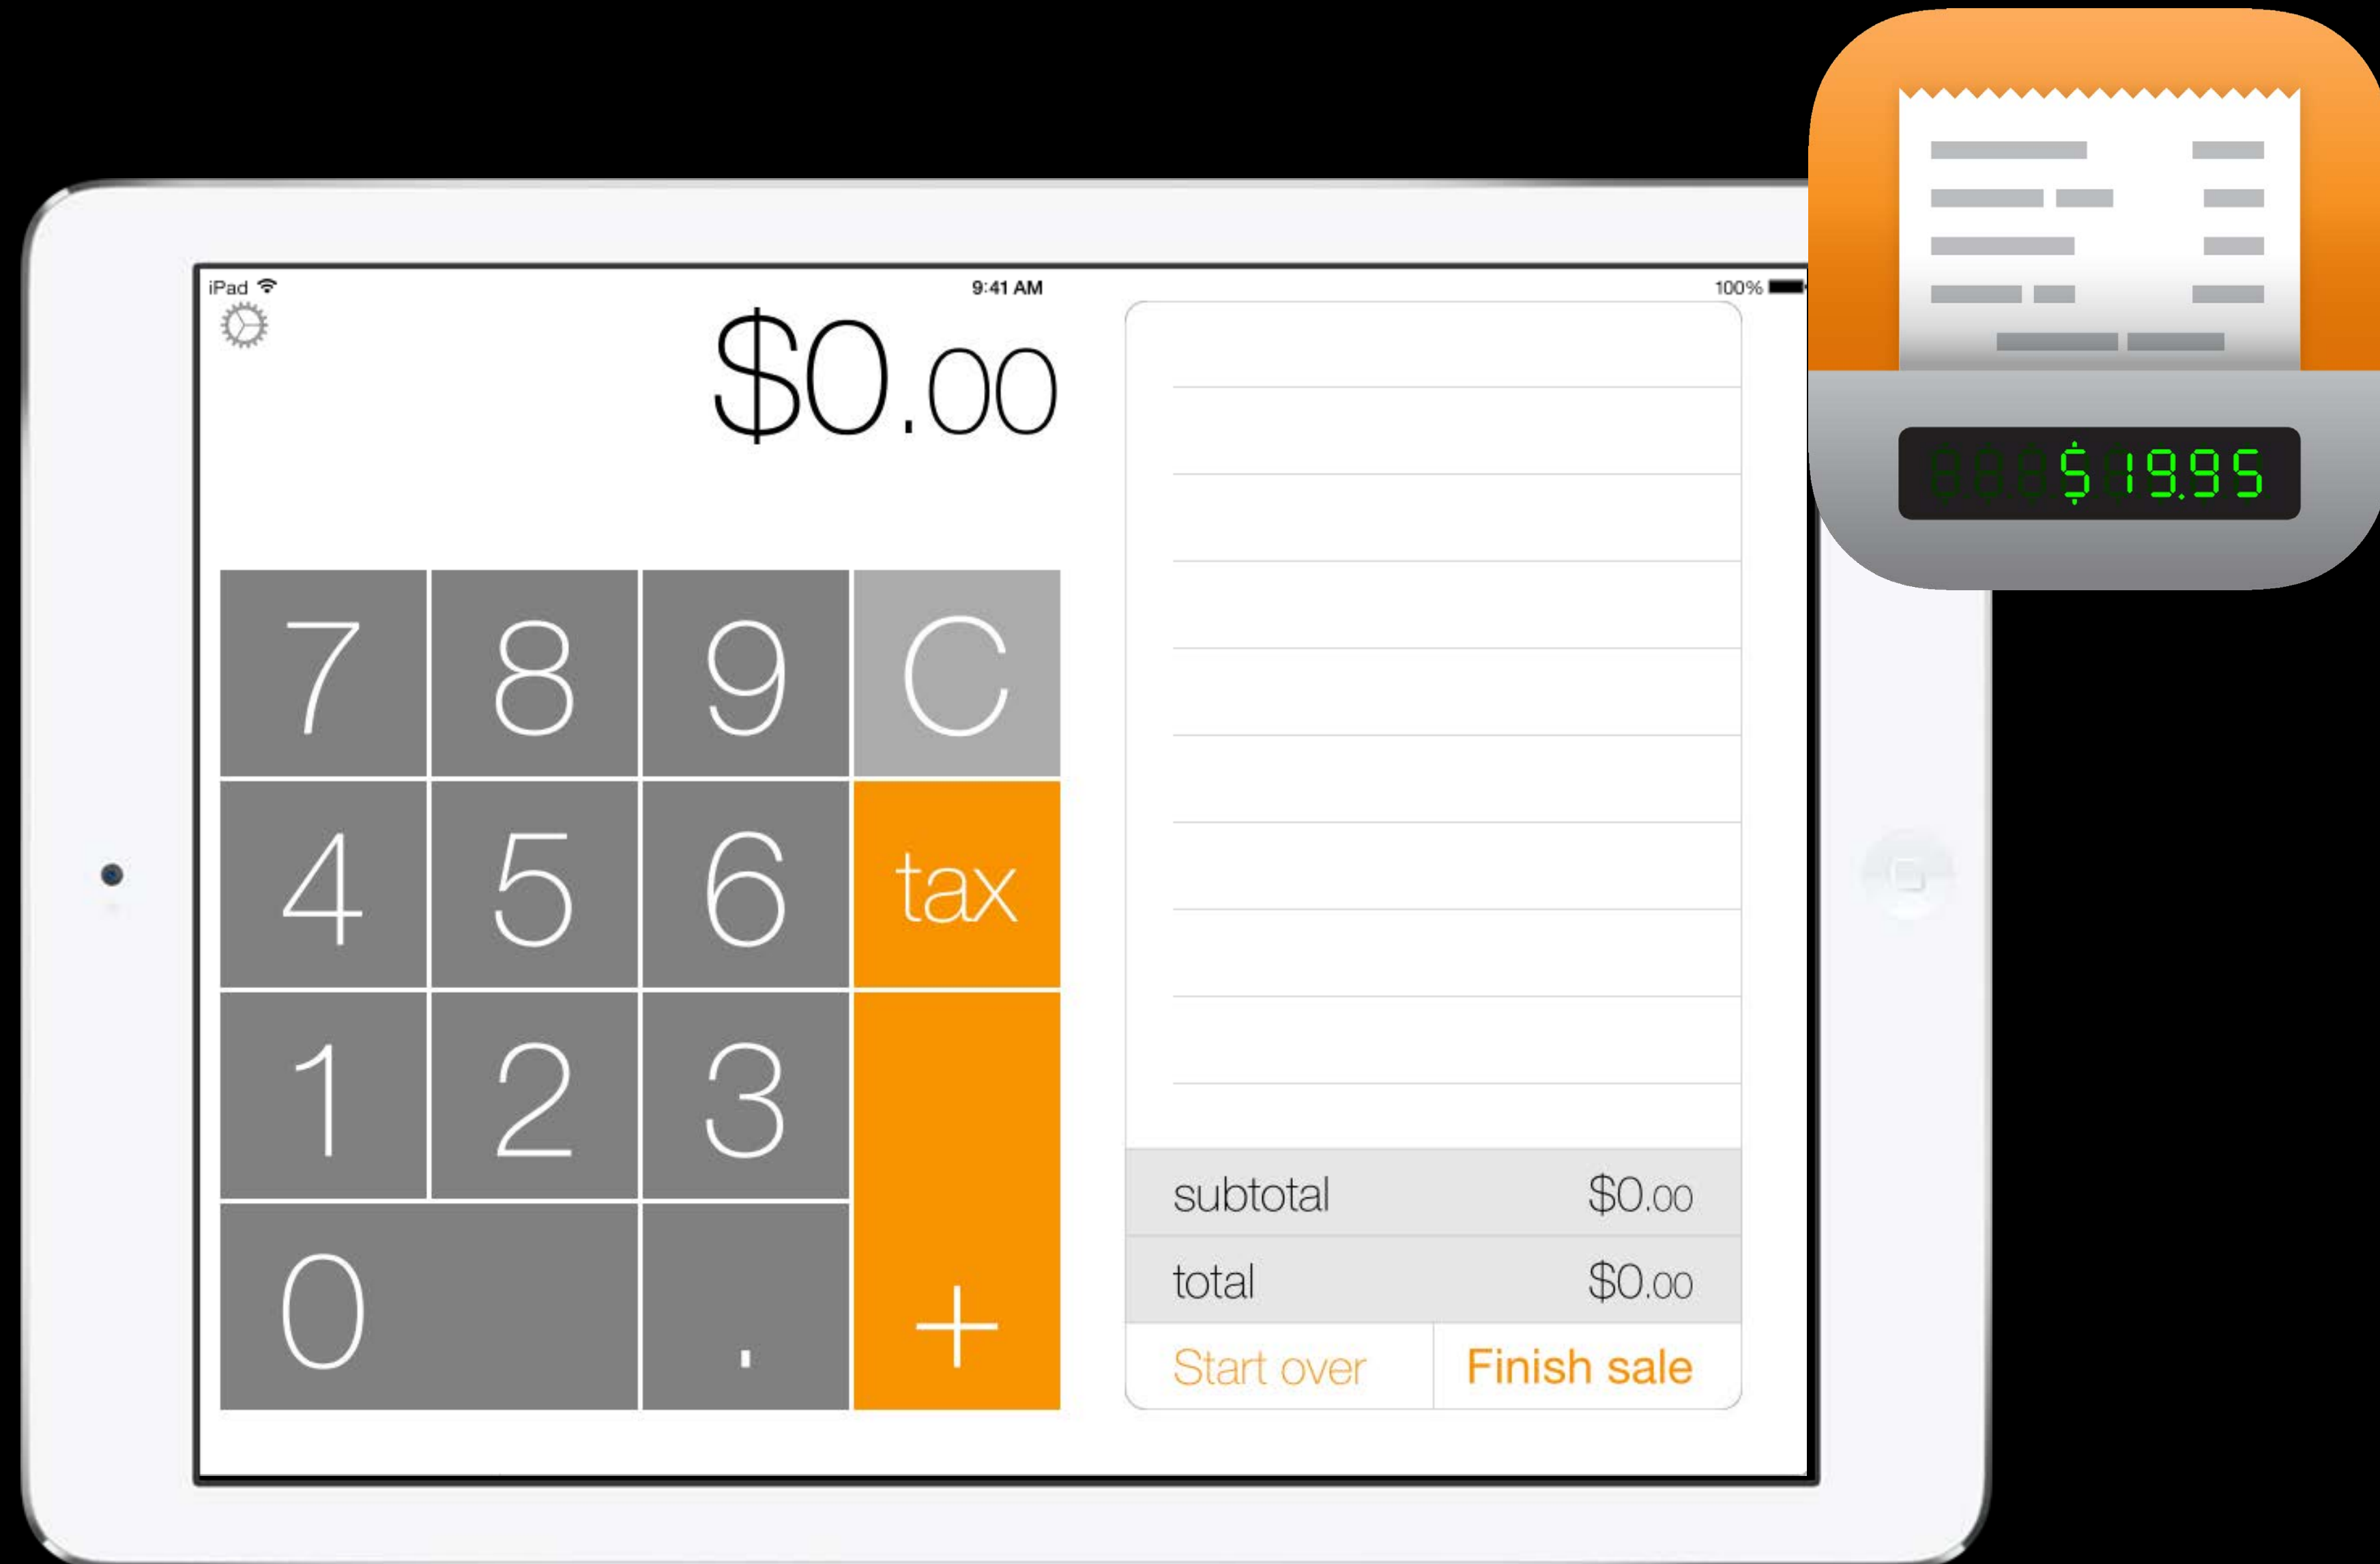 iPad 9:41 AM 100%
$0.00
$19.95
7 8 9 C
4 5 6 tax
1 2 3
0 . +
subtotal $0.00
total $0.00
Start over Finish sale